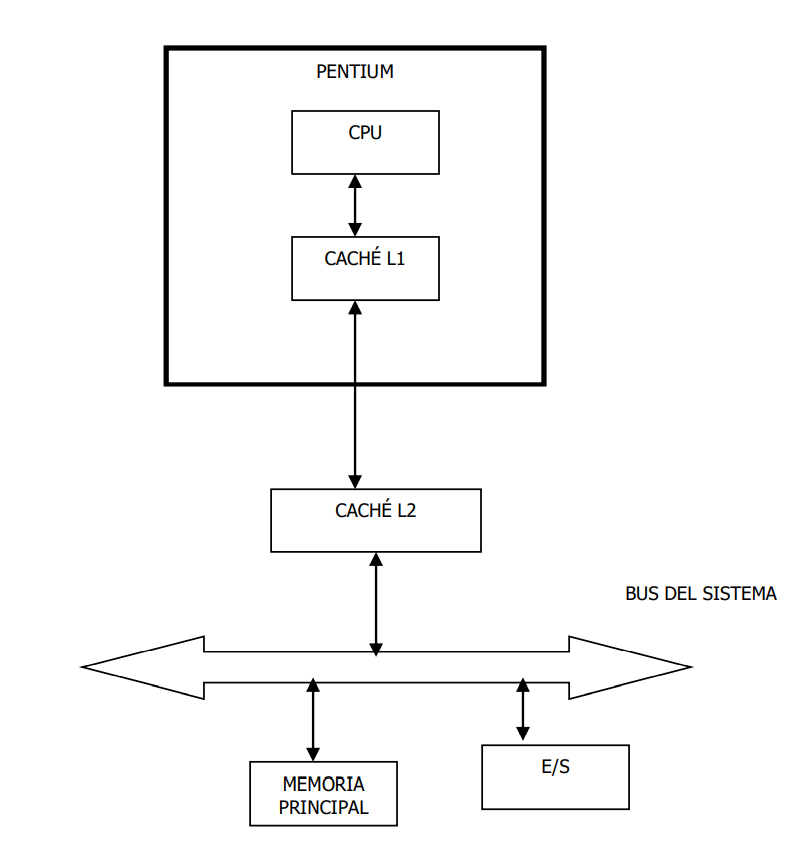 PENTIUM
CPU
CACHÉ L1
CACHÉ L2
BUS DEL SISTEMA
E/S
MEMORIA
PRINCIPAL